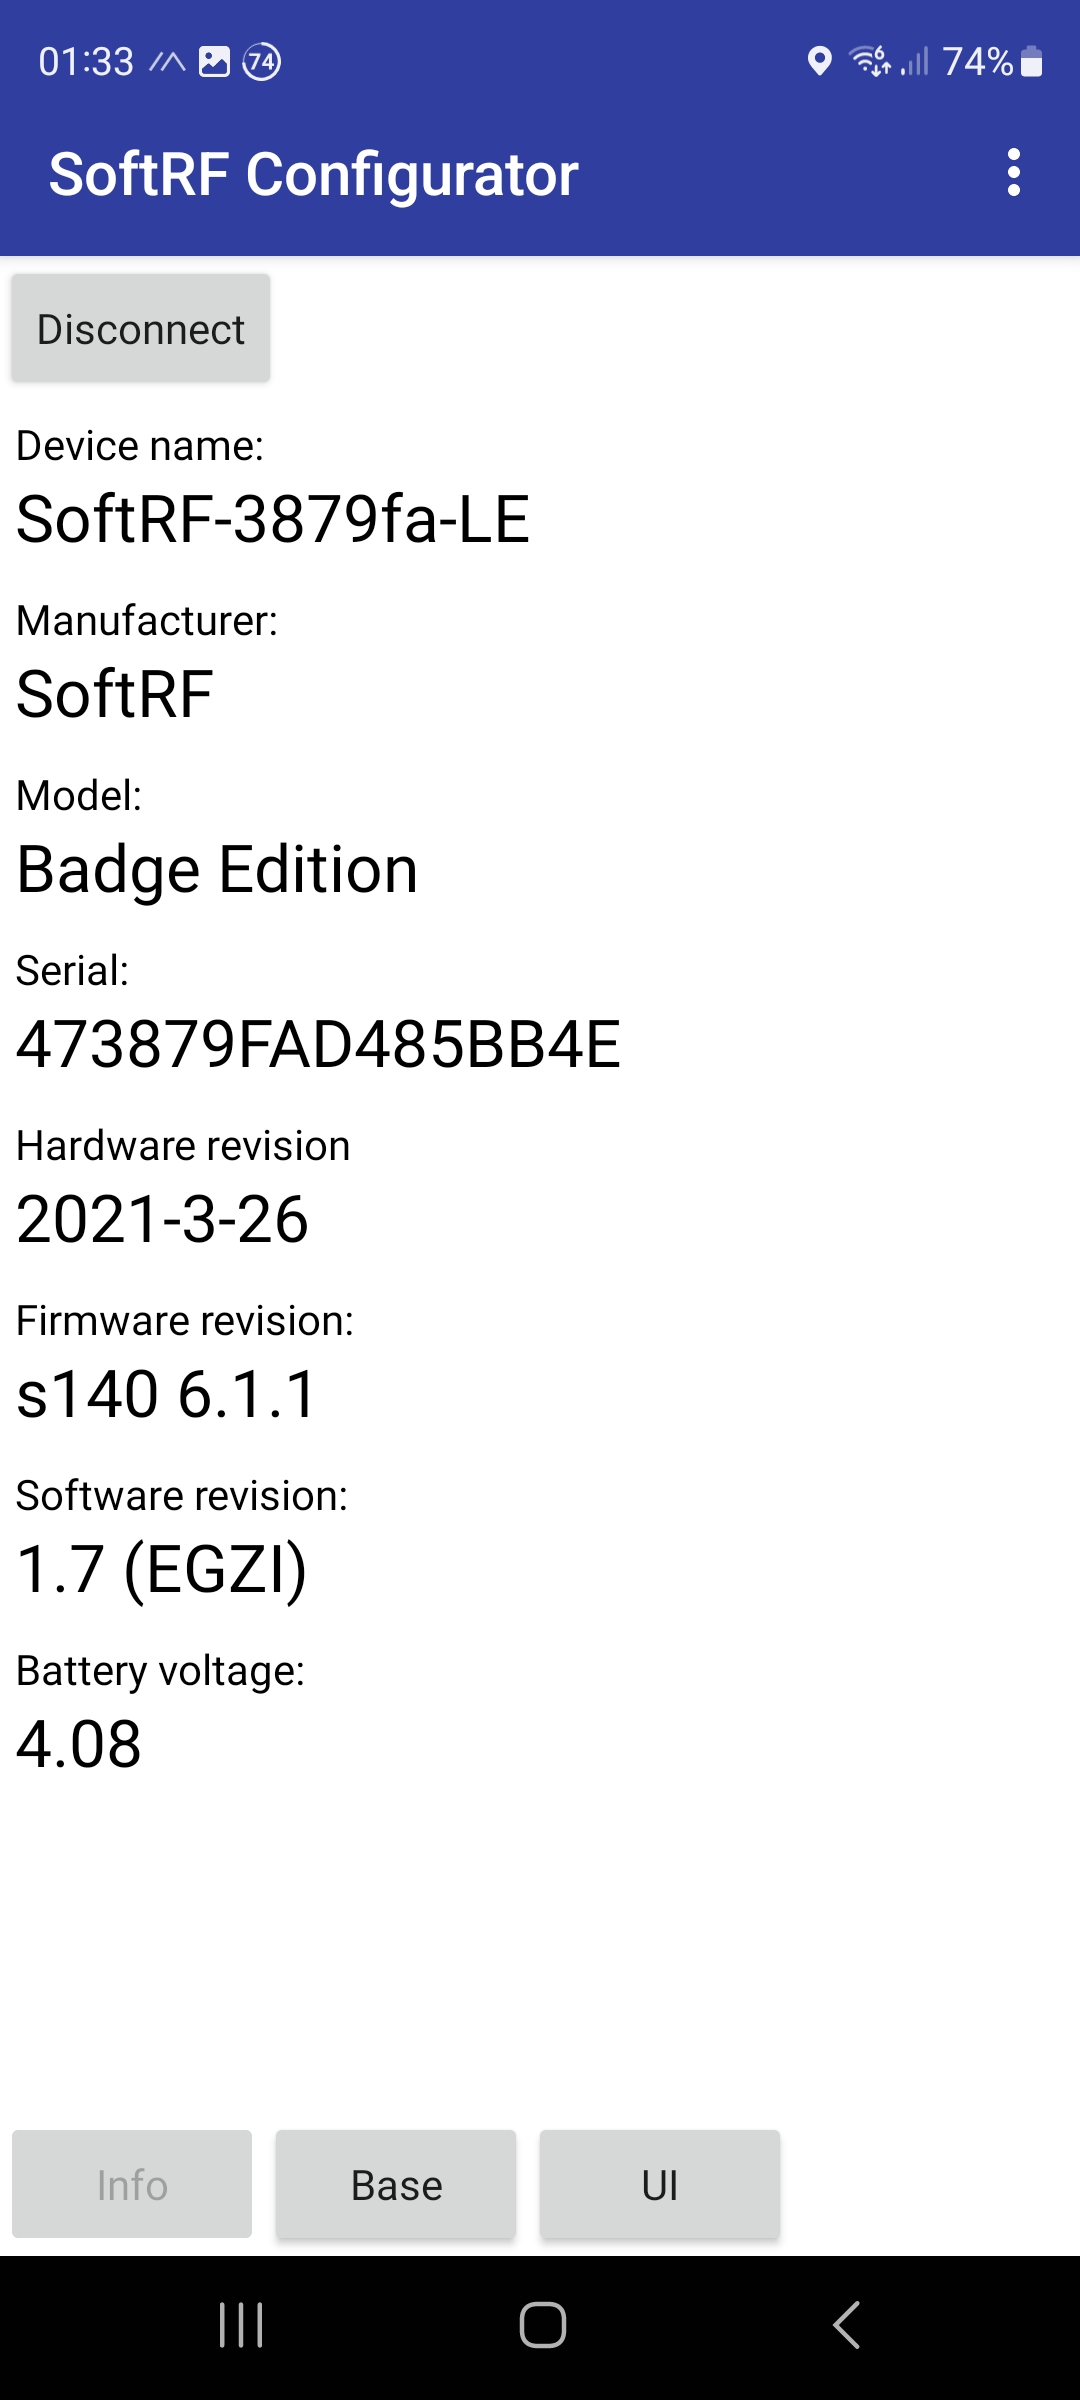 01:33 74 6 74%
SoftRF Configurator
Disconnect
Device name:
SoftRF-3879fa-LE
Manufacturer:
SoftRF
Model:
Badge Edition
Serial:
473879FAD485BB4E
Hardware revision
2021-3-26
Firmware revision:
s140 6.1.1
Software revision:
1.7 (EGZI)
Battery voltage:
4.08
Info Base UI